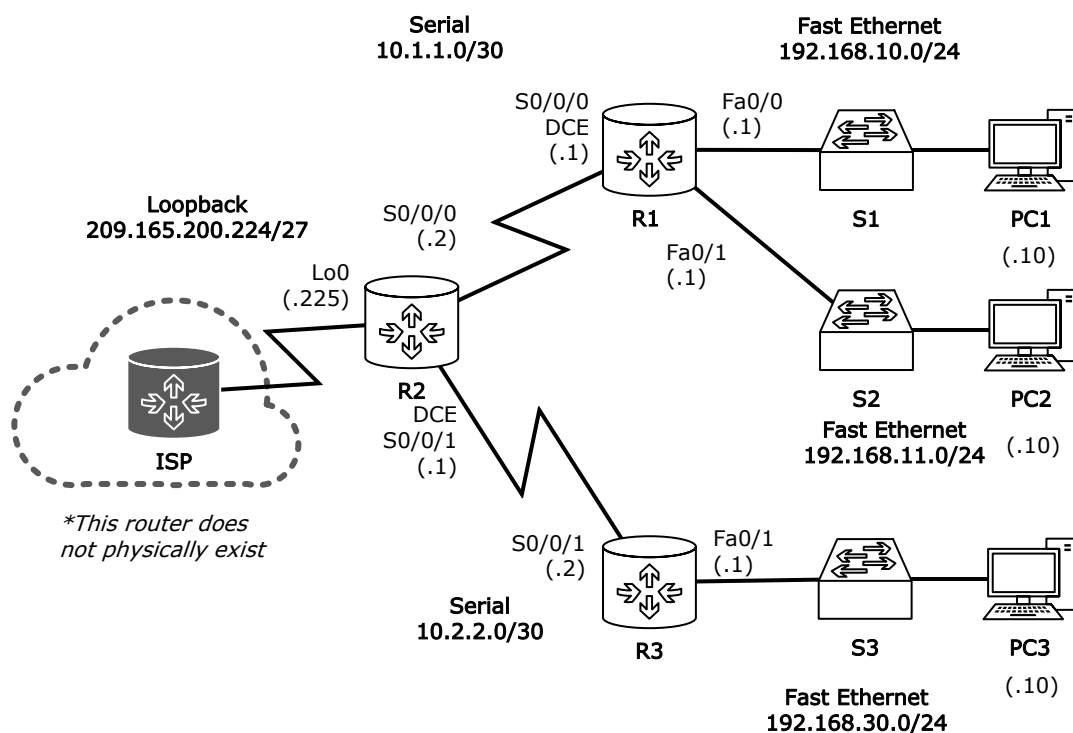 Serial
10.1.1.0/30
Fast Ethernet
192.168.10.0/24
S0/0/0
DCE
(.1)
Fa0/0
(.1)
R1
S1
PC1
(.10)
Loopback
209.165.200.224/27
S0/0/0
(.2)
Fa0/1
(.1)
Lo0
(.225)
R2
S2
PC2
(.10)
Fast Ethernet
192.168.11.0/24
DCE
S0/0/1
(.1)
ISP
*This router does
not physically exist
S0/0/1
(.2)
Fa0/1
(.1)
Serial
10.2.2.0/30
R3
S3
PC3
(.10)
Fast Ethernet
192.168.30.0/24